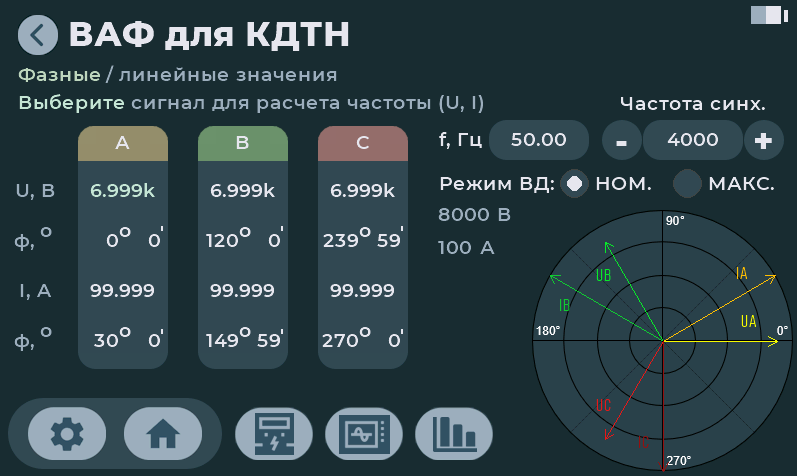 ВАФ для КДТН
Фазные / линейные значения
Выберите сигнал для расчета частоты (U, I)
Частота синх.
f, Гц 50.00 - 4000 +
A B C
U, В 6.999k 6.999k 6.999k
Режим ВД: НОМ. МАКС.
ф, ° 0° 0' 120° 0' 239° 59'
8000 В
100 А
I, А 99.999 99.999 99.999
ф, ° 30° 0' 149° 59' 270° 0'
90°
UB IA
IB UA
180° 0°
UC
270°